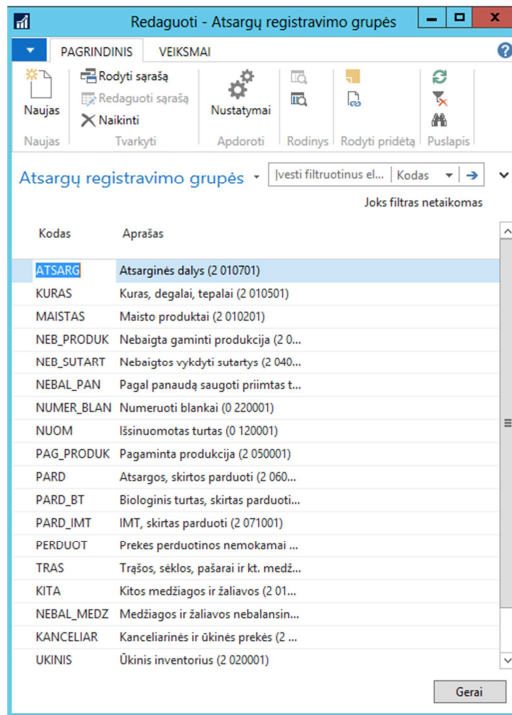 Redaguoti - Atsargų registravimo grupės
PAGRINDINIS VEIKSMAI
Naujas
Rodyti sąrašą
Redaguoti sąrašą
Naikinti
Nustatymai
Naujas Tvarkyti Apdoroti Rodinys Rodyti pridėtą Puslapis
Atsargų registravimo grupės
Įvesti filtruotinus el... Kodas
Joks filtras netaikomas
Kodas Aprašas
ATSARG Atsarginės dalys (2 010701)
KURAS Kuras, degalai, tepalai (2 010501)
MAISTAS Maisto produktai (2 010201)
NEB_PRODUK Nebaigta gaminti produkcija (2 0...
NEB_SUTART Nebaigtos vykdyti sutartys (2 040...
NEBAL_PAN Pagal panaudą saugoti priimtas t...
NUMER_BLAN Numeruoti blankai (0 220001)
NUOM Išsinuomotas turtas (0 120001)
PAG_PRODUK Pagaminta produkcija (2 050001)
PARD Atsargos, skirtos parduoti (2 060...
PARD_BT Biologinis turtas, skirtas parduoti...
PARD_IMT IMT, skirtas parduoti (2 071001)
PERDUOT Prekes perduotinos nemokamai ...
TRAS Trąšos, sėklos, pašarai ir kt. medž...
KITA Kitos medžiagos ir žaliavos (2 01...
NEBAL_MEDZ Medžiagos ir žaliavos nebalansin...
KANCELIAR Kanceliarinės ir ūkinės prekės (2 ...
UKINIS Ūkinis inventorius (2 020001)
Gerai